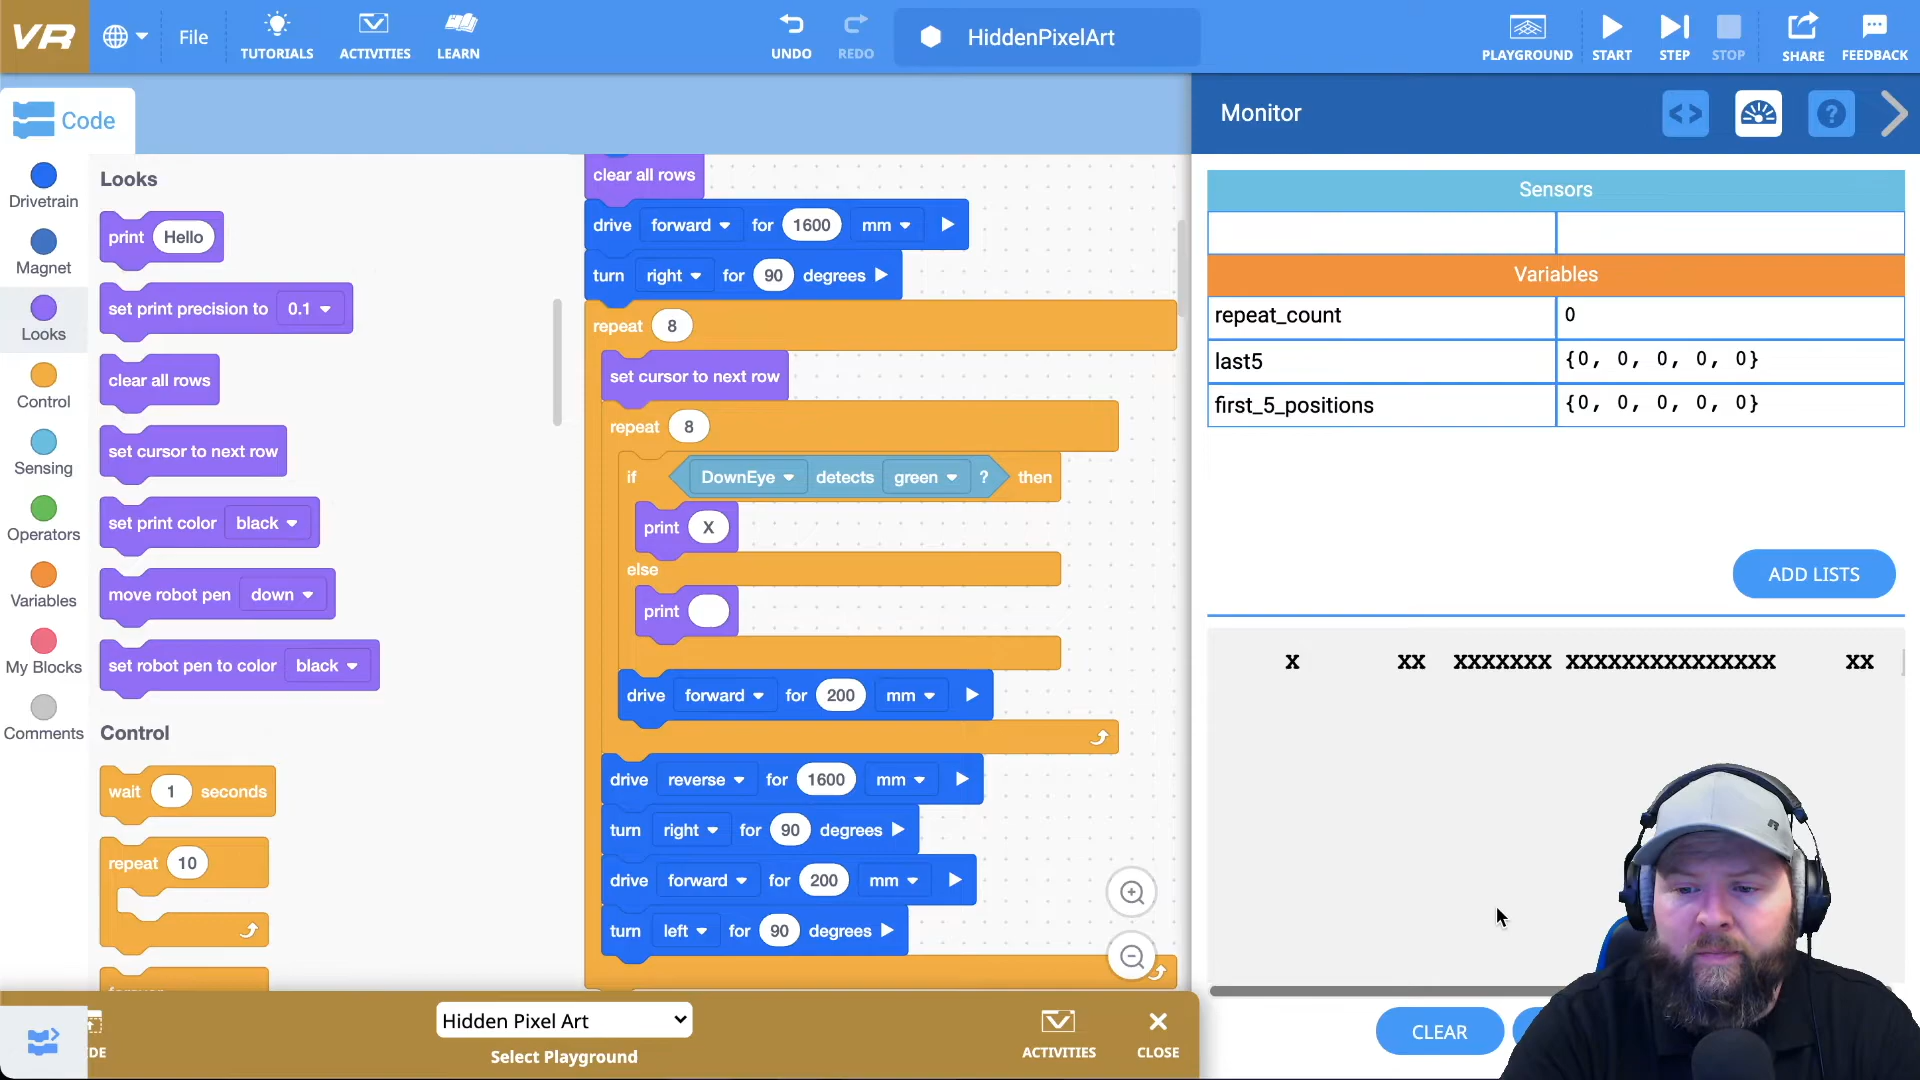 VR
File
TUTORIALS
ACTIVITIES
LEARN
UNDO
REDO
HiddenPixelArt
PLAYGROUND
START
STEP
STOP
SHARE
FEEDBACK
Code
Monitor
Drivetrain
Magnet
Looks
Control
Sensing
Operators
Variables
My Blocks
Comments
Looks
print Hello
set print precision to 0.1
clear all rows
set cursor to next row
set print color black
move robot pen down
set robot pen to color black
Control
wait 1 seconds
repeat 10
clear all rows
drive forward for 1600 mm
turn right for 90 degrees
repeat 8
set cursor to next row
repeat 8
if DownEye detects green ? then
print X
else
print
drive forward for 200 mm
drive reverse for 1600 mm
turn right for 90 degrees
drive forward for 200 mm
turn left for 90 degrees
Sensors
Variables
repeat_count 0
last5 {0, 0, 0, 0, 0}
first_5_positions {0, 0, 0, 0, 0}
ADD LISTS
X XX XXXXXXX XXXXXXXXXXXXXXX XX
CLEAR
Hidden Pixel Art
Select Playground
ACTIVITIES
CLOSE